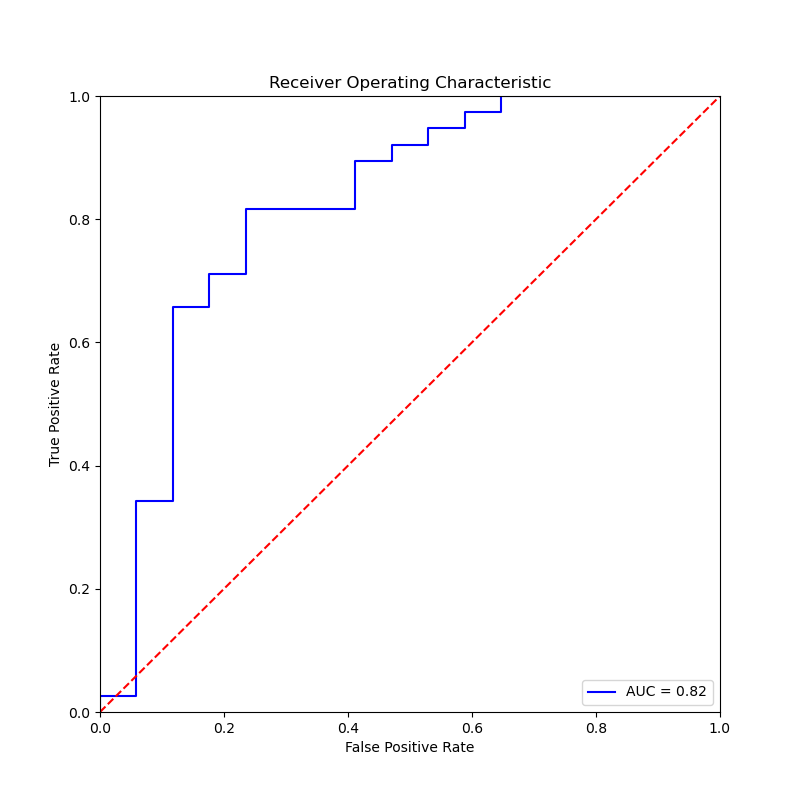 Receiver Operating Characteristic
1.0
0.8
0.6
0.4
0.2
0.0
True Positive Rate
AUC = 0.82
0.0 0.2 0.4 0.6 0.8 1.0
False Positive Rate